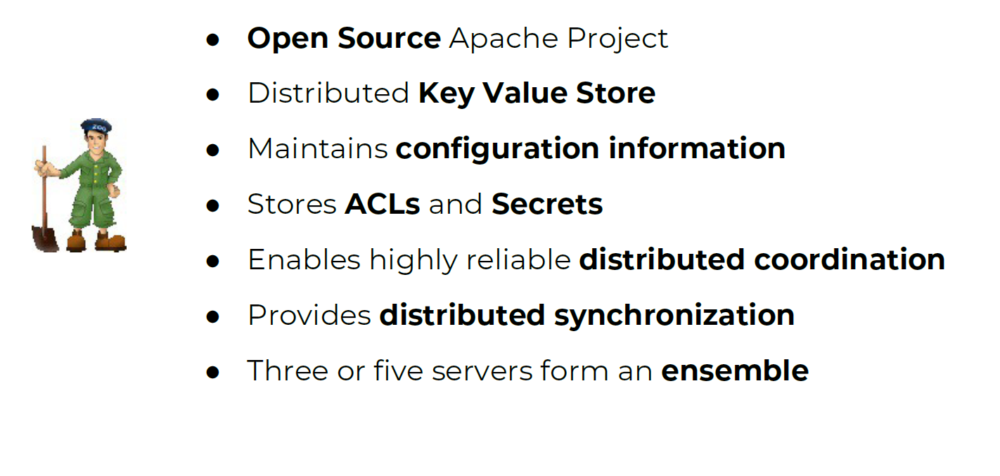 ZOO
● Open Source Apache Project
● Distributed Key Value Store
● Maintains configuration information
● Stores ACLs and Secrets
● Enables highly reliable distributed coordination
● Provides distributed synchronization
● Three or five servers form an ensemble